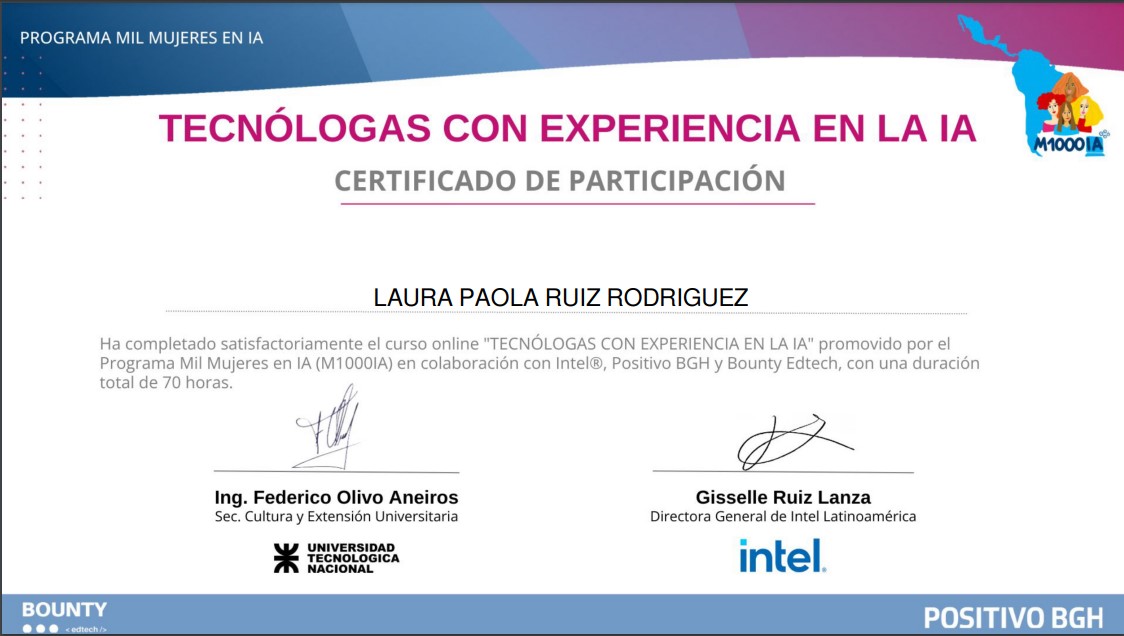 PROGRAMA MIL MUJERES EN IA
TECNÓLOGAS CON EXPERIENCIA EN LA IA
M1000IA
CERTIFICADO DE PARTICIPACIÓN
LAURA PAOLA RUIZ RODRIGUEZ
Ha completado satisfactoriamente el curso online "TECNÓLOGAS CON EXPERIENCIA EN LA IA" promovido por el
Programa Mil Mujeres en IA (M1000IA) en colaboración con Intel®, Positivo BGH y Bounty Edtech, con una duración
total de 70 horas.
Ing. Federico Olivo Aneiros
Sec. Cultura y Extensión Universitaria
UNIVERSIDAD
TECNOLOGICA
NACIONAL
Gisselle Ruiz Lanza
Directora General de Intel Latinoamérica
intel.
BOUNTY
< edtech />
POSITIVO BGH